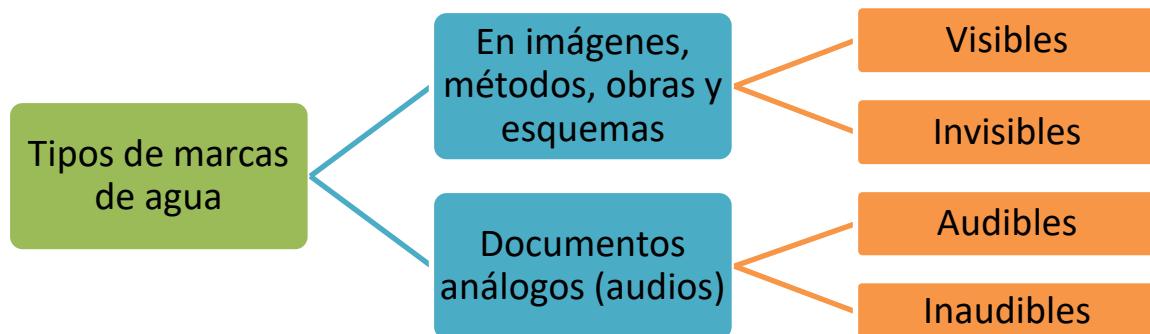 Tipos de marcas
de agua
En imágenes,
métodos, obras y
esquemas
Visibles
Invisibles
Documentos
análogos (audios)
Audibles
Inaudibles